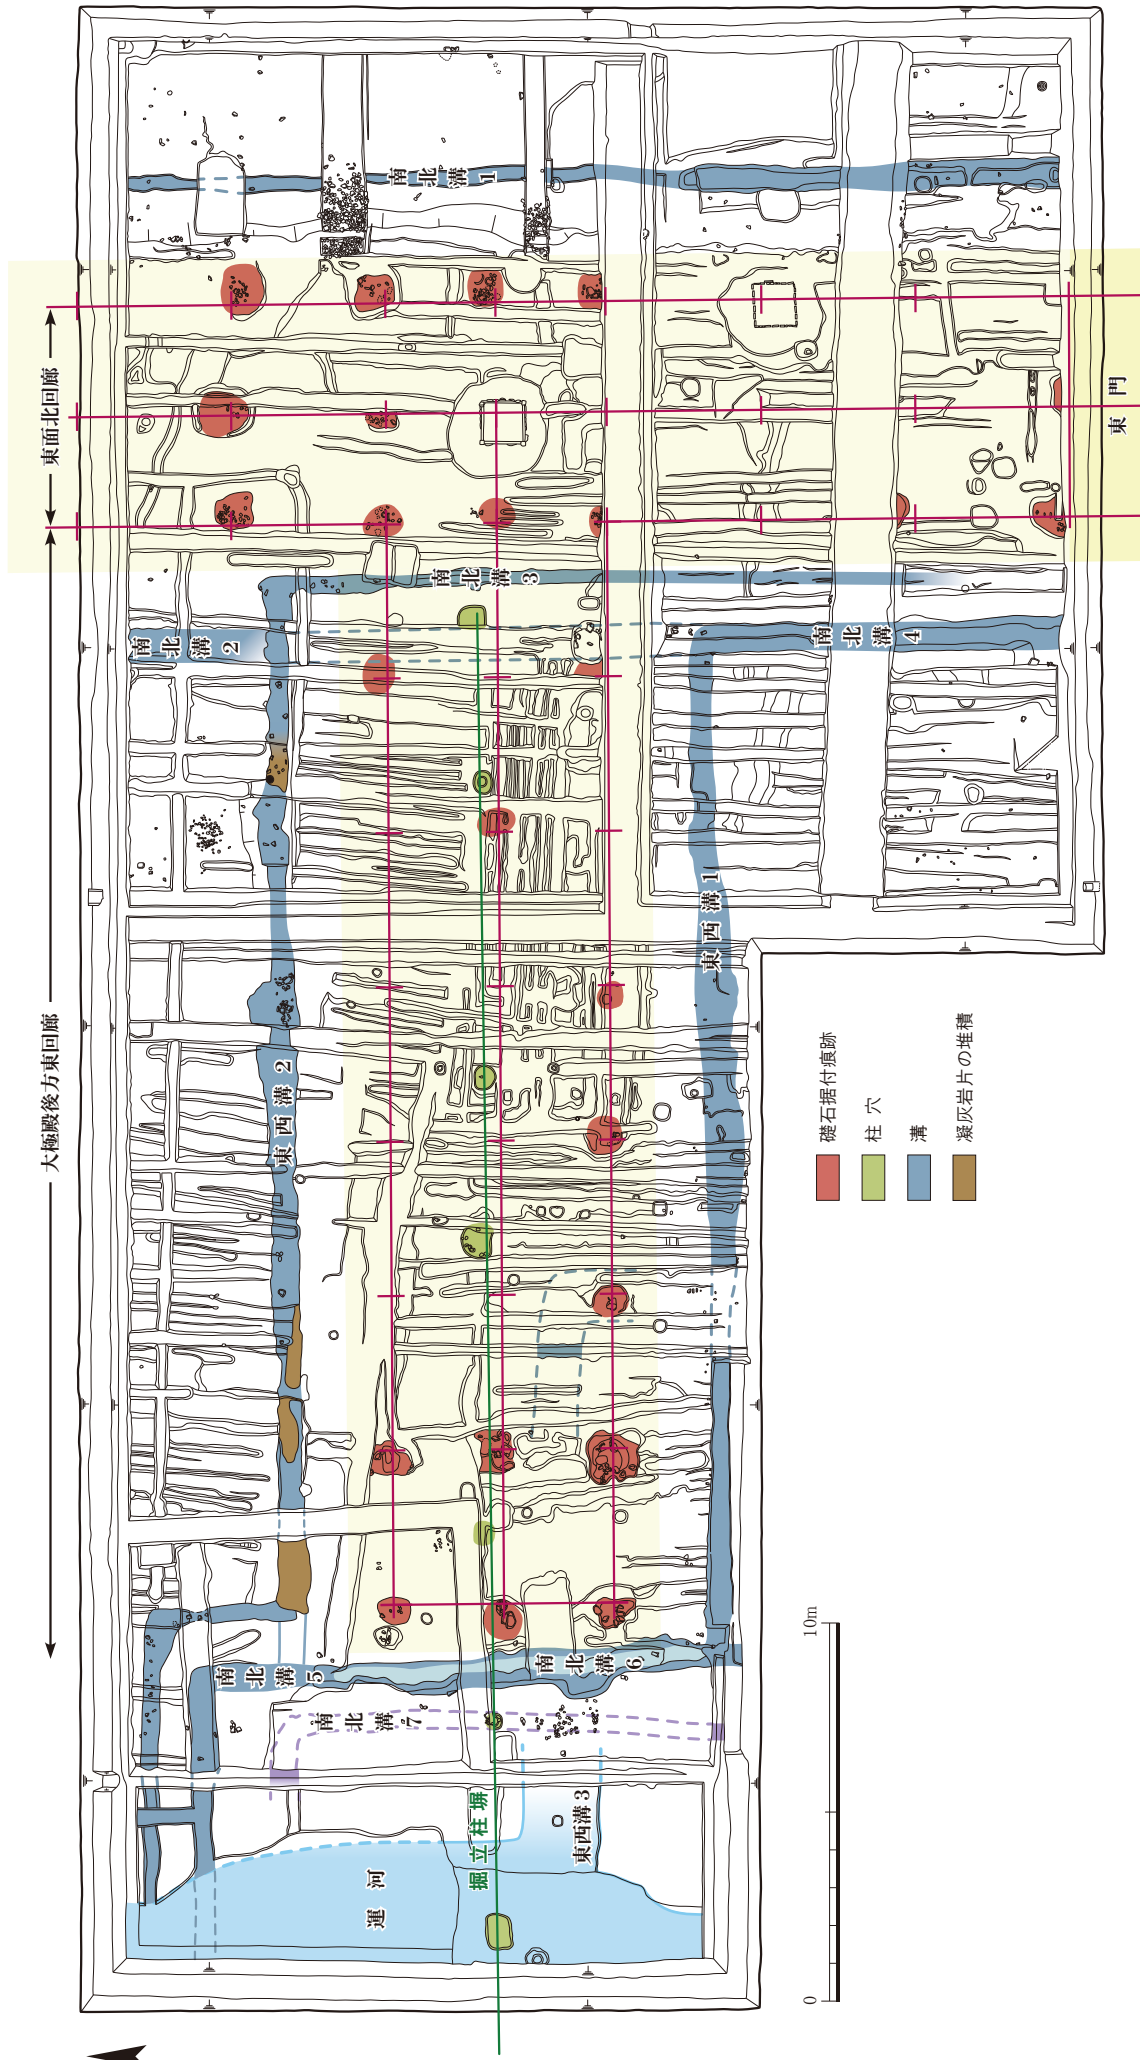 東面北回廊
大極殿後方東回廊
南北溝1
南北溝2
南北溝3
南北溝4
東門
東西溝1
東西溝2
南北溝5
南北溝6
南北溝7
東西溝3
掘立柱塀
運河
礎石据付痕跡
柱穴
溝
凝灰岩片の堆積
0
10m